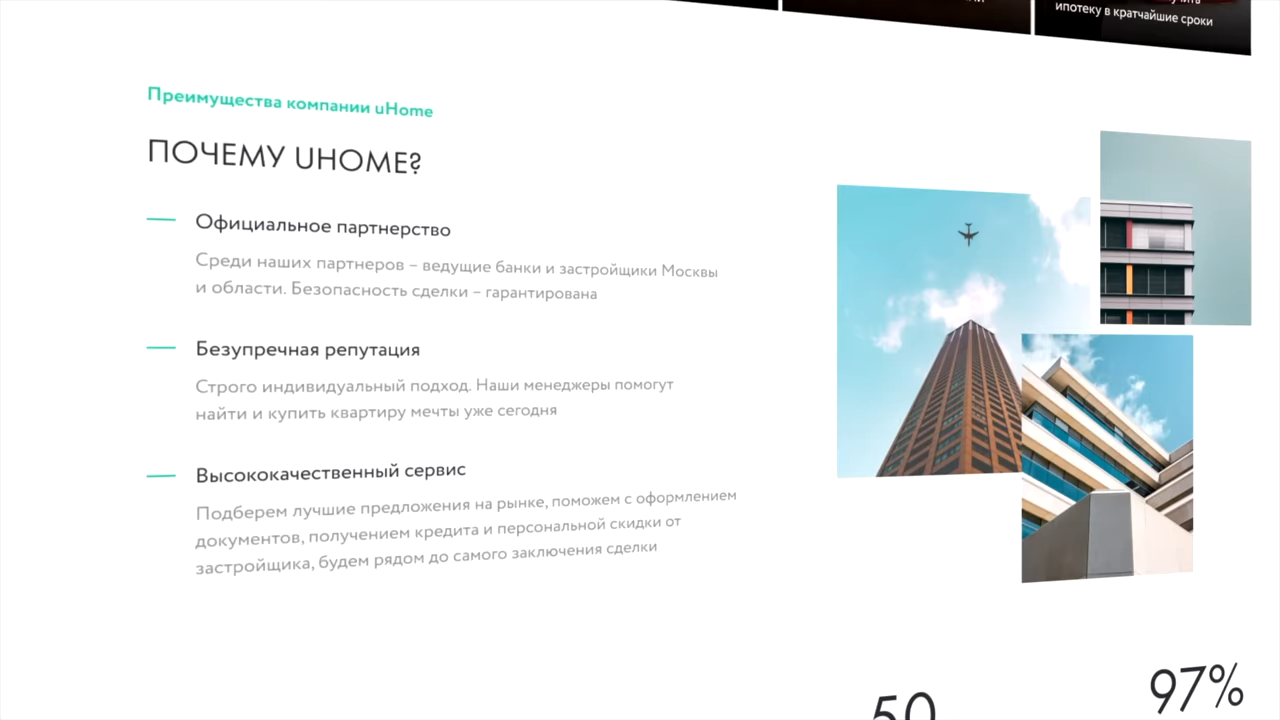 ипотеку в кратчайшие сроки
Преимущества компании uHome
ПОЧЕМУ UHOME?
Официальное партнерство
Среди наших партнеров – ведущие банки и застройщики Москвы
и области. Безопасность сделки – гарантирована
Безупречная репутация
Строго индивидуальный подход. Наши менеджеры помогут
найти и купить квартиру мечты уже сегодня
Высококачественный сервис
Подберем лучшие предложения на рынке, поможем с оформлением
документов, получением кредита и персональной скидки от
застройщика, будем рядом до самого заключения сделки
50
97%